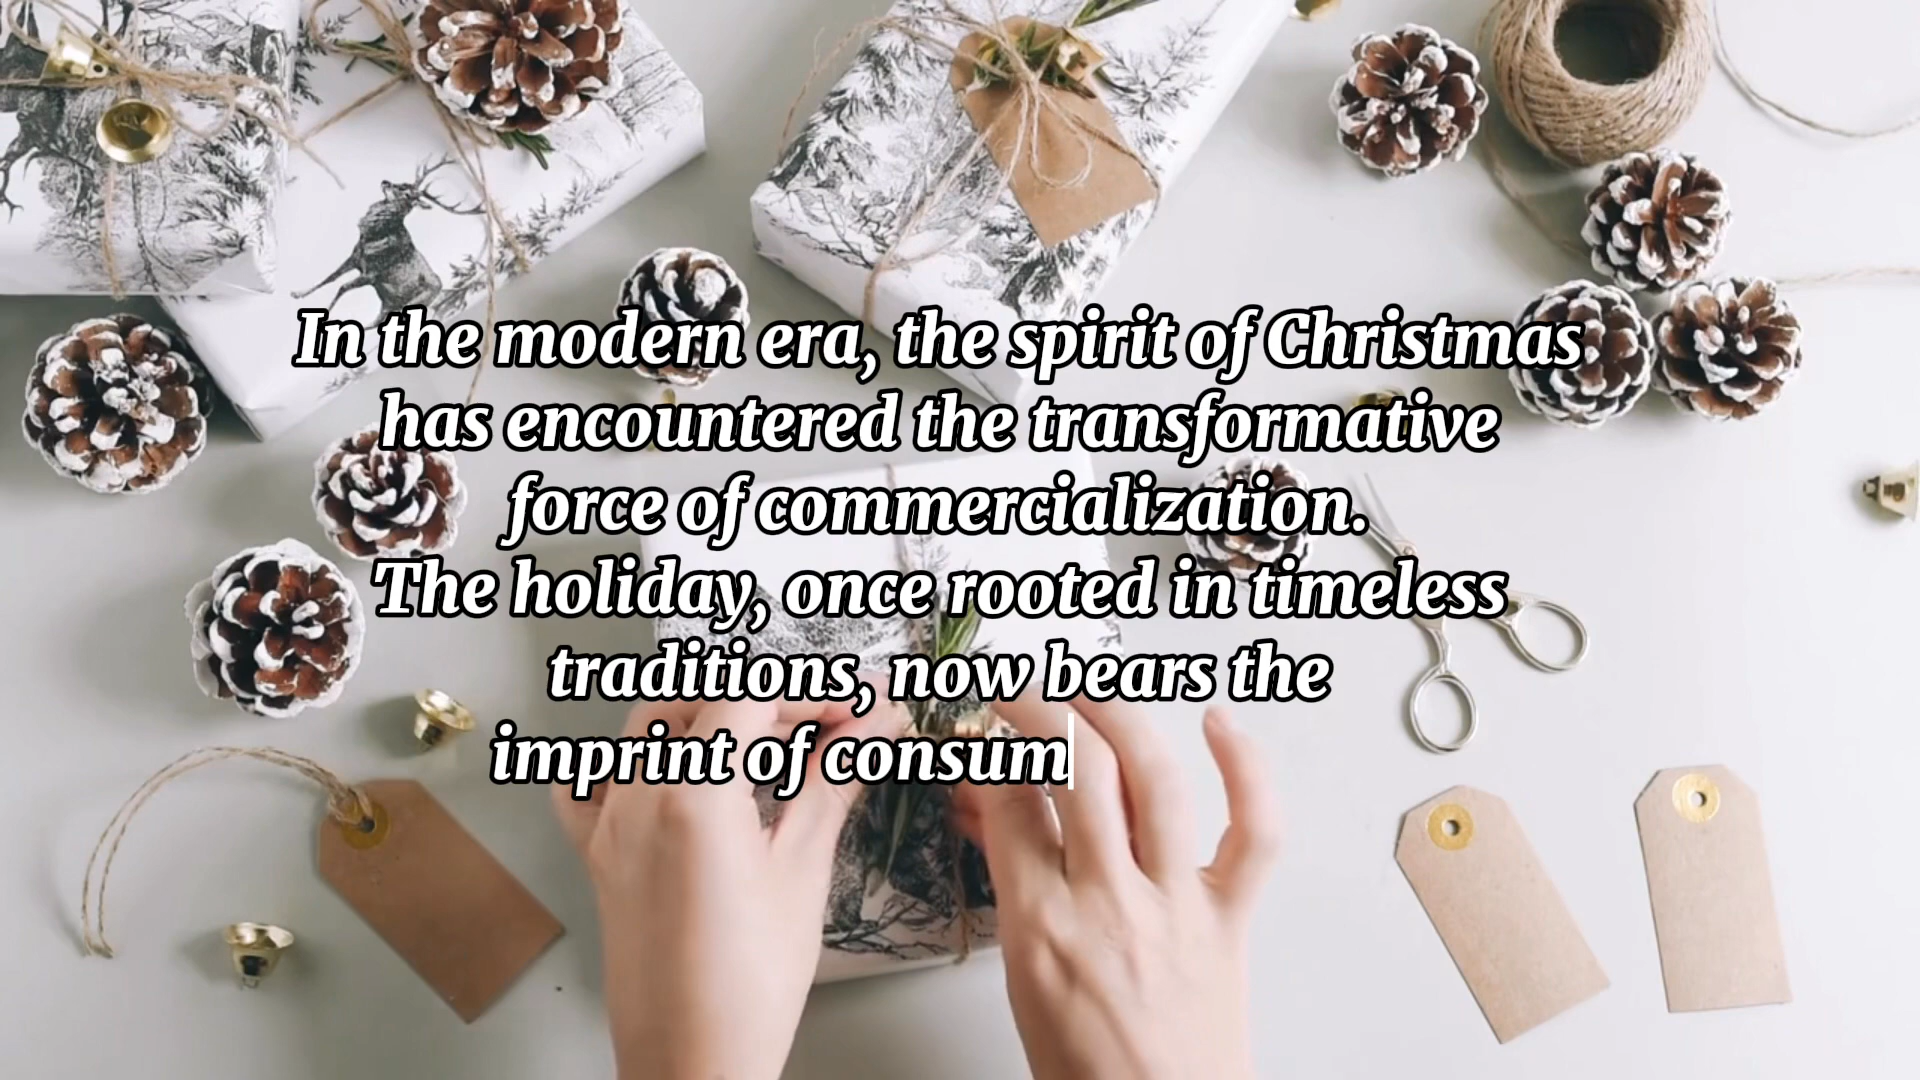 In the modern era, the spirit of Christmas
has encountered the transformative
force of commercialization.
The holiday, once rooted in timeless
traditions, now bears the
imprint of consum